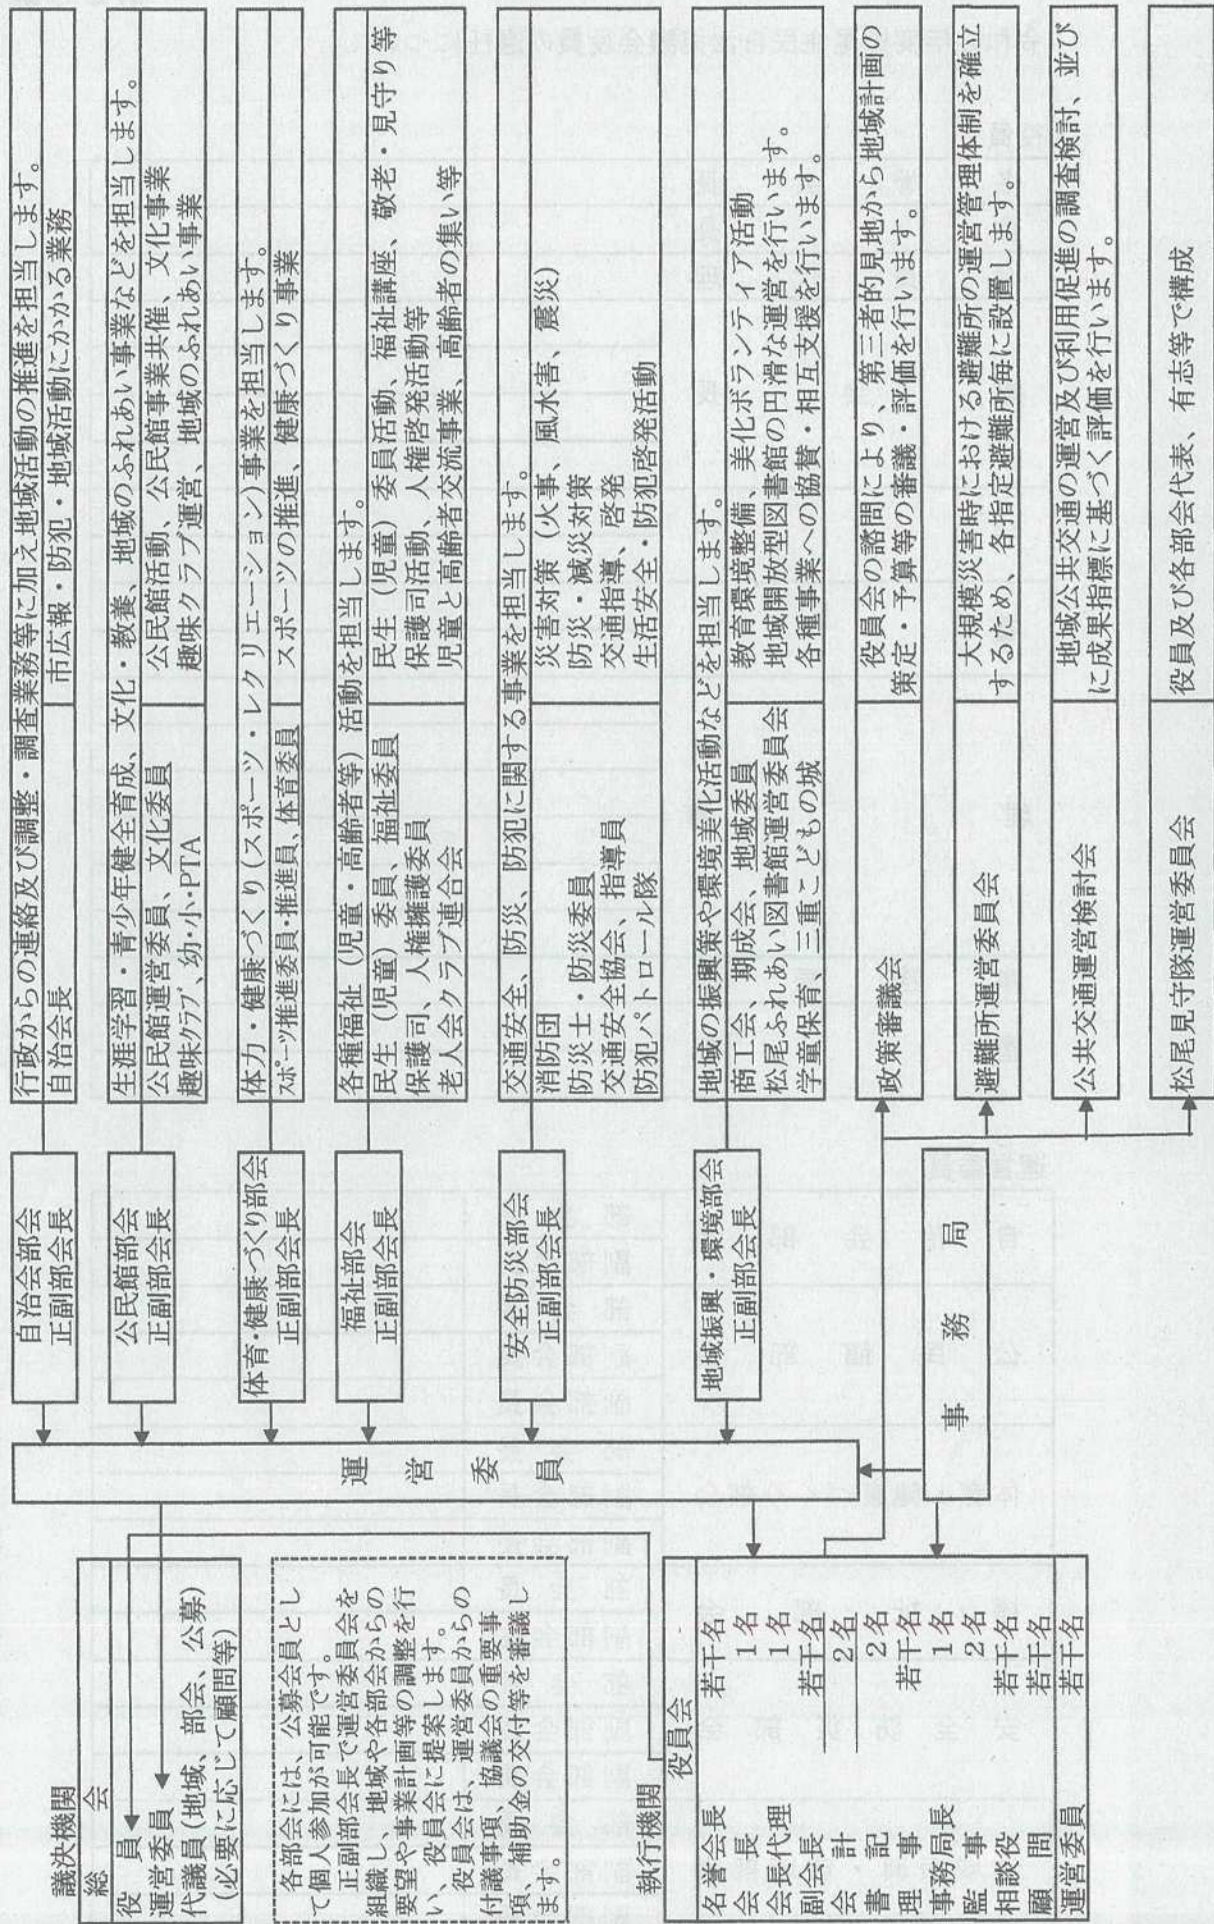 議決機関
総　会
役　員
運営委員
代議員(地域、部会、公募)
(必要に応じて顧問等)
各部会には、公募会員とし
て個人参加が可能です。
正副部会長で運営委員会を
組織し、地域や各部会からの
要望や事業計画等の調整を行
い、役員会に提案します。
役員会は、運営委員からの
付議事項、協議会の重要事
項、補助金の交付等を審議し
ます。
執行機関
役員会
名誉会長　若干名
会　長　１名
会長代理　１名
副会長　若干名
会　計　２名
書　記　２名
理　事　若干名
事務局長　１名
監　事　２名
相談役　若干名
顧　問　若干名
運営委員　若干名
運　営　委　員
事　務　局
自治会部会
正副部会長
行政からの連絡及び調整・調査業務等に加え地域活動の推進を担当します。
自治会長
市広報・防犯・地域活動にかかる業務
公民館部会
正副部会長
生涯学習・青少年健全育成、文化・教養、地域のふれあい事業などを担当します。
公民館運営委員、文化委員
趣味クラブ、幼・小・PTA
公民館活動、公民館事業共催、文化事業
趣味クラブ運営、地域のふれあい事業
体育・健康づくり部会
正副部会長
体力・健康づくり(スポーツ・レクリエーション)事業を担当します。
スポーツ推進委員・推進員、体育委員
スポーツの推進、健康づくり事業
福祉部会
正副部会長
各種福祉（児童・高齢者等）活動を担当します。
民生（児童）委員、福祉委員
保護司、人権擁護委員
老人会クラブ連合会
民生（児童）委員活動、福祉講座、敬老・見守り等
保護司活動、人権啓発活動等
児童と高齢者交流事業、高齢者の集い等
安全防災部会
正副部会長
交通安全、防災、防犯に関する事業を担当します。
消防団
防災士・防災委員
交通安全協会、指導員
防犯パトロール隊
災害対策（火事、風水害、震災）
防災・減災対策
交通指導、啓発
生活安全・防犯啓発活動
地域振興・環境部会
正副部会長
地域の振興策や環境美化活動などを担当します。
商工会、期成会、地域委員
松尾ふれあい図書館運営委員会
学童保育、三重こどもの城
教育環境整備、美化ボランティア活動
地域開放型図書館の円滑な運営を行います。
各種事業への協賛・相互支援を行います。
政策審議会
役員会の諮問により、第三者的見地から地域計画の
策定・予算等の審議・評価を行います。
避難所運営委員会
大規模災害時における避難所の運営管理体制を確立
するため、各指定避難所毎に設置します。
公共交通運営検討会
地域公共交通の運営及び利用促進の調査検討、並び
に成果指標に基づく評価を行います。
松尾見守隊運営委員会
役員及び各部会代表、有志等で構成